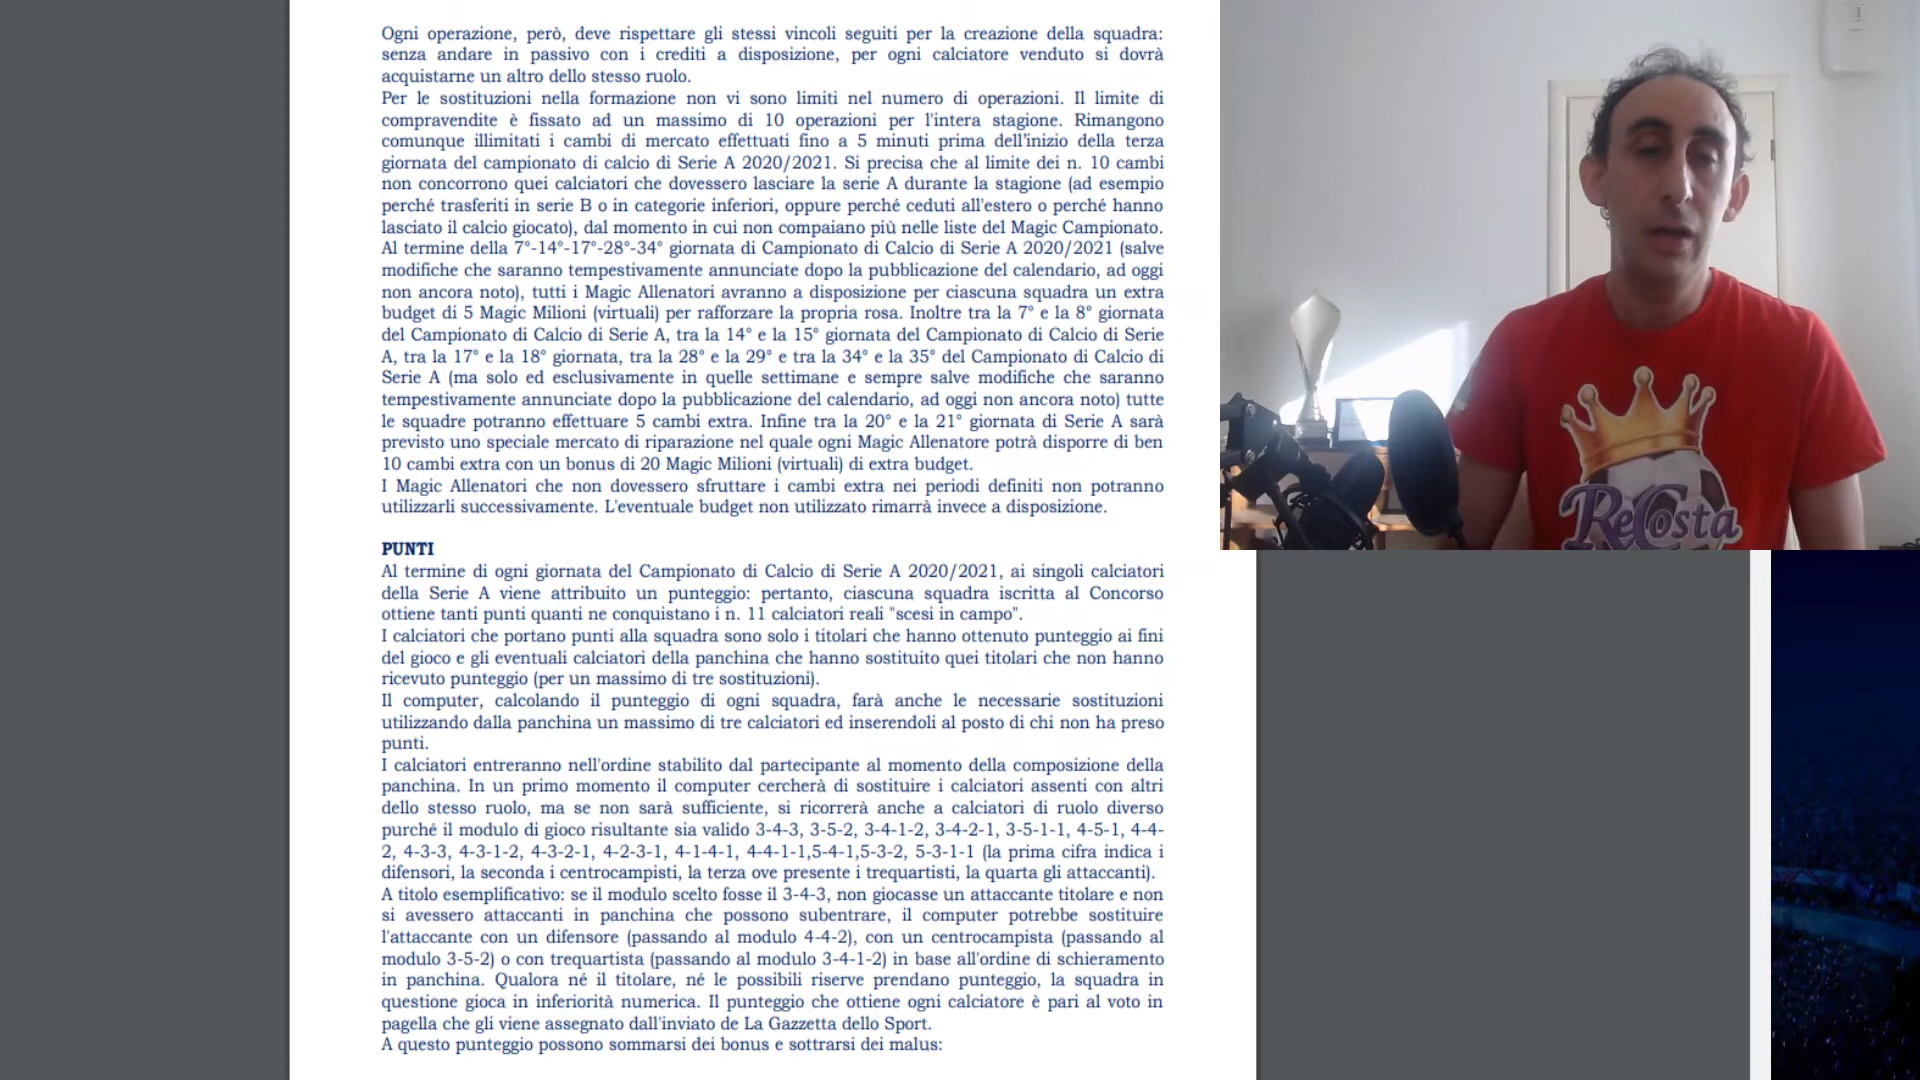 Ogni operazione, però, deve rispettare gli stessi vincoli seguiti per la creazione della squadra:
senza andare in passivo con i crediti a disposizione, per ogni calciatore venduto si dovrà
acquistarne un altro dello stesso ruolo.
Per le sostituzioni nella formazione non vi sono limiti nel numero di operazioni. Il limite di
compravendite è fissato ad un massimo di 10 operazioni per l'intera stagione. Rimangono
comunque illimitati i cambi di mercato effettuati fino a 5 minuti prima dell'inizio della terza
giornata del campionato di calcio di Serie A 2020/2021. Si precisa che al limite dei n. 10 cambi
non concorrono quei calciatori che dovessero lasciare la serie A durante la stagione (ad esempio
perché trasferiti in serie B o in categorie inferiori, oppure perché ceduti all'estero o perché hanno
lasciato il calcio giocato), dal momento in cui non compaiano più nelle liste del Magic Campionato.
Al termine della 7°-14°-17°-28°-34° giornata di Campionato di Calcio di Serie A 2020/2021 (salve
modifiche che saranno tempestivamente annunciate dopo la pubblicazione del calendario, ad oggi
non ancora noto), tutti i Magic Allenatori avranno a disposizione per ciascuna squadra un extra
budget di 5 Magic Milioni (virtuali) per rafforzare la propria rosa. Inoltre tra la 7° e la 8° giornata
del Campionato di Calcio di Serie A, tra la 14° e la 15° giornata del Campionato di Calcio di Serie
A, tra la 17° e la 18° giornata, tra la 28° e la 29° e tra la 34° e la 35° del Campionato di Calcio di
Serie A (ma solo ed esclusivamente in quelle settimane e sempre salve modifiche che saranno
tempestivamente annunciate dopo la pubblicazione del calendario, ad oggi non ancora noto) tutte
le squadre potranno effettuare 5 cambi extra. Infine tra la 20° e la 21° giornata di Serie A sarà
previsto uno speciale mercato di riparazione nel quale ogni Magic Allenatore potrà disporre di ben
10 cambi extra con un bonus di 20 Magic Milioni (virtuali) di extra budget.
I Magic Allenatori che non dovessero sfruttare i cambi extra nei periodi definiti non potranno
utilizzarli successivamente. L'eventuale budget non utilizzato rimarrà invece a disposizione.
PUNTI
Al termine di ogni giornata del Campionato di Calcio di Serie A 2020/2021, ai singoli calciatori
della Serie A viene attribuito un punteggio: pertanto, ciascuna squadra iscritta al Concorso
ottiene tanti punti quanti ne conquistano i n. 11 calciatori reali "scesi in campo".
I calciatori che portano punti alla squadra sono solo i titolari che hanno ottenuto punteggio ai fini
del gioco e gli eventuali calciatori della panchina che hanno sostituito quei titolari che non hanno
ricevuto punteggio (per un massimo di tre sostituzioni).
Il computer, calcolando il punteggio di ogni squadra, farà anche le necessarie sostituzioni
utilizzando dalla panchina un massimo di tre calciatori ed inserendoli al posto di chi non ha preso
punti.
I calciatori entreranno nell'ordine stabilito dal partecipante al momento della composizione della
panchina. In un primo momento il computer cercherà di sostituire i calciatori assenti con altri
dello stesso ruolo, ma se non sarà sufficiente, si ricorrerà anche a calciatori di ruolo diverso
purché il modulo di gioco risultante sia valido 3-4-3, 3-5-2, 3-4-1-2, 3-4-2-1, 3-5-1-1, 4-5-1, 4-4-
2, 4-3-3, 4-3-1-2, 4-3-2-1, 4-2-3-1, 4-1-4-1, 4-4-1-1,5-4-1,5-3-2, 5-3-1-1 (la prima cifra indica i
difensori, la seconda i centrocampisti, la terza ove presente i trequartisti, la quarta gli attaccanti).
A titolo esemplificativo: se il modulo scelto fosse il 3-4-3, non giocasse un attaccante titolare e non
si avessero attaccanti in panchina che possono subentrare, il computer potrebbe sostituire
l'attaccante con un difensore (passando al modulo 4-4-2), con un centrocampista (passando al
modulo 3-5-2) o con trequartista (passando al modulo 3-4-1-2) in base all'ordine di schieramento
in panchina. Qualora né il titolare, né le possibili riserve prendano punteggio, la squadra in
questione gioca in inferiorità numerica. Il punteggio che ottiene ogni calciatore è pari al voto in
pagella che gli viene assegnato dall'inviato de La Gazzetta dello Sport.
A questo punteggio possono sommarsi dei bonus e sottrarsi dei malus:
ReCosta